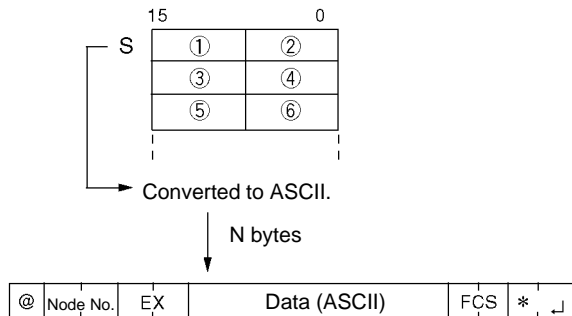 15 0
S ① ②
③ ④
⑤ ⑥
Converted to ASCII.
N bytes
@ Node No. EX Data (ASCII) FCS * ↵